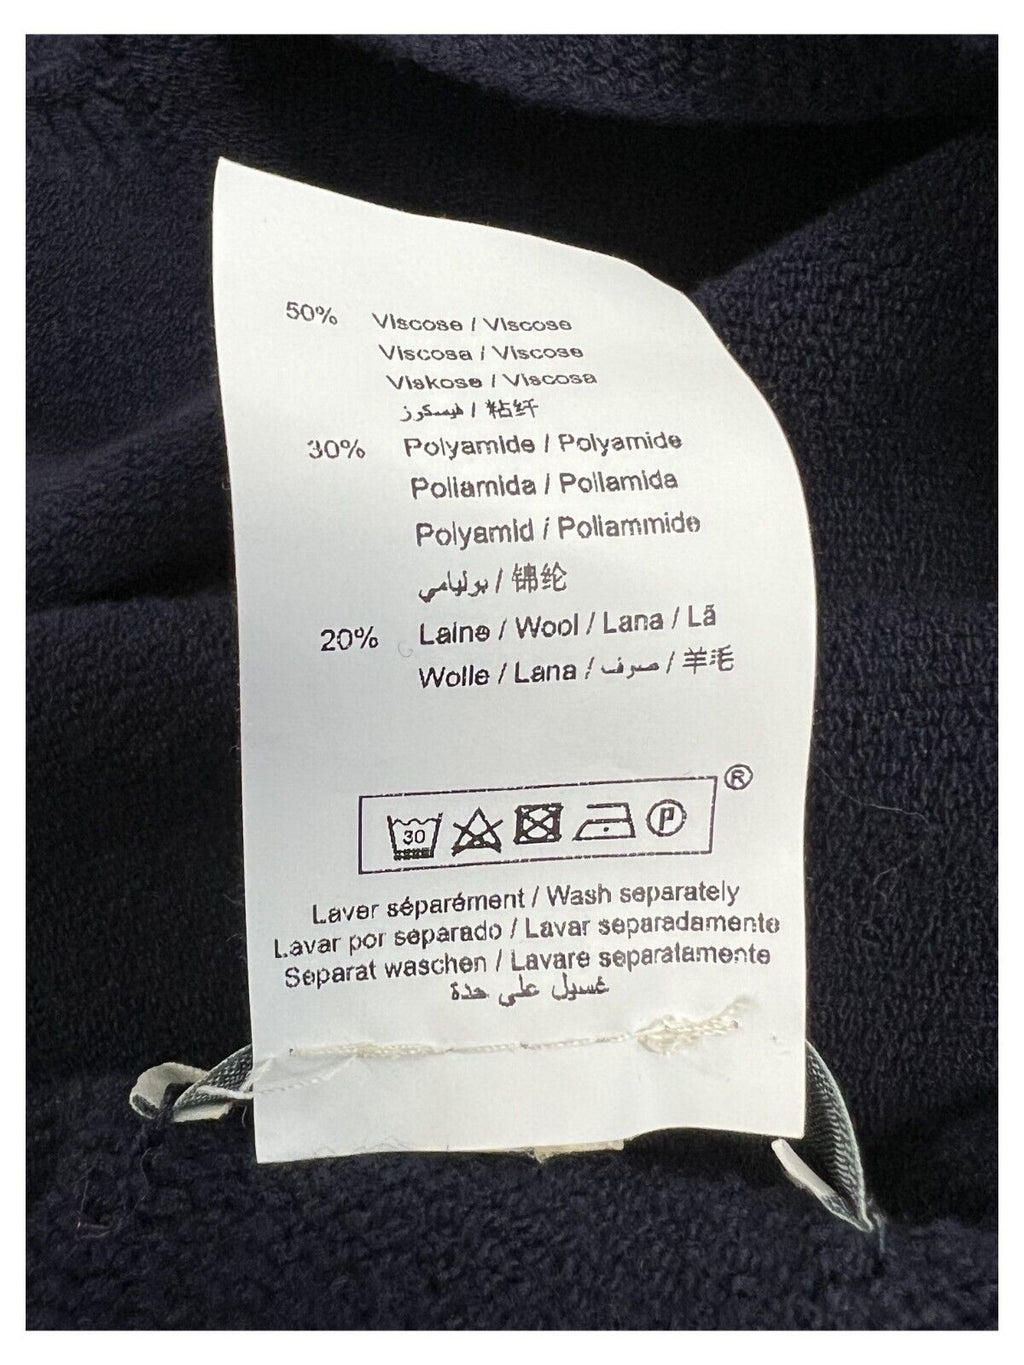 50% Viscose / Viscose
Viscosa / Viscose
Viskose / Viscosa
فيسكوز / 粘纤
30% Polyamide / Polyamide
Poliamida / Poliamida
Polyamid / Poliammide
بوليامي / 锦纶
20% Laine / Wool / Lana / Lã
Wolle / Lana / صوف / 羊毛
®
30 P
Laver séparément / Wash separately
Lavar por separado / Lavar separadamente
Separat waschen / Lavare separatamente
غسيل على حدة